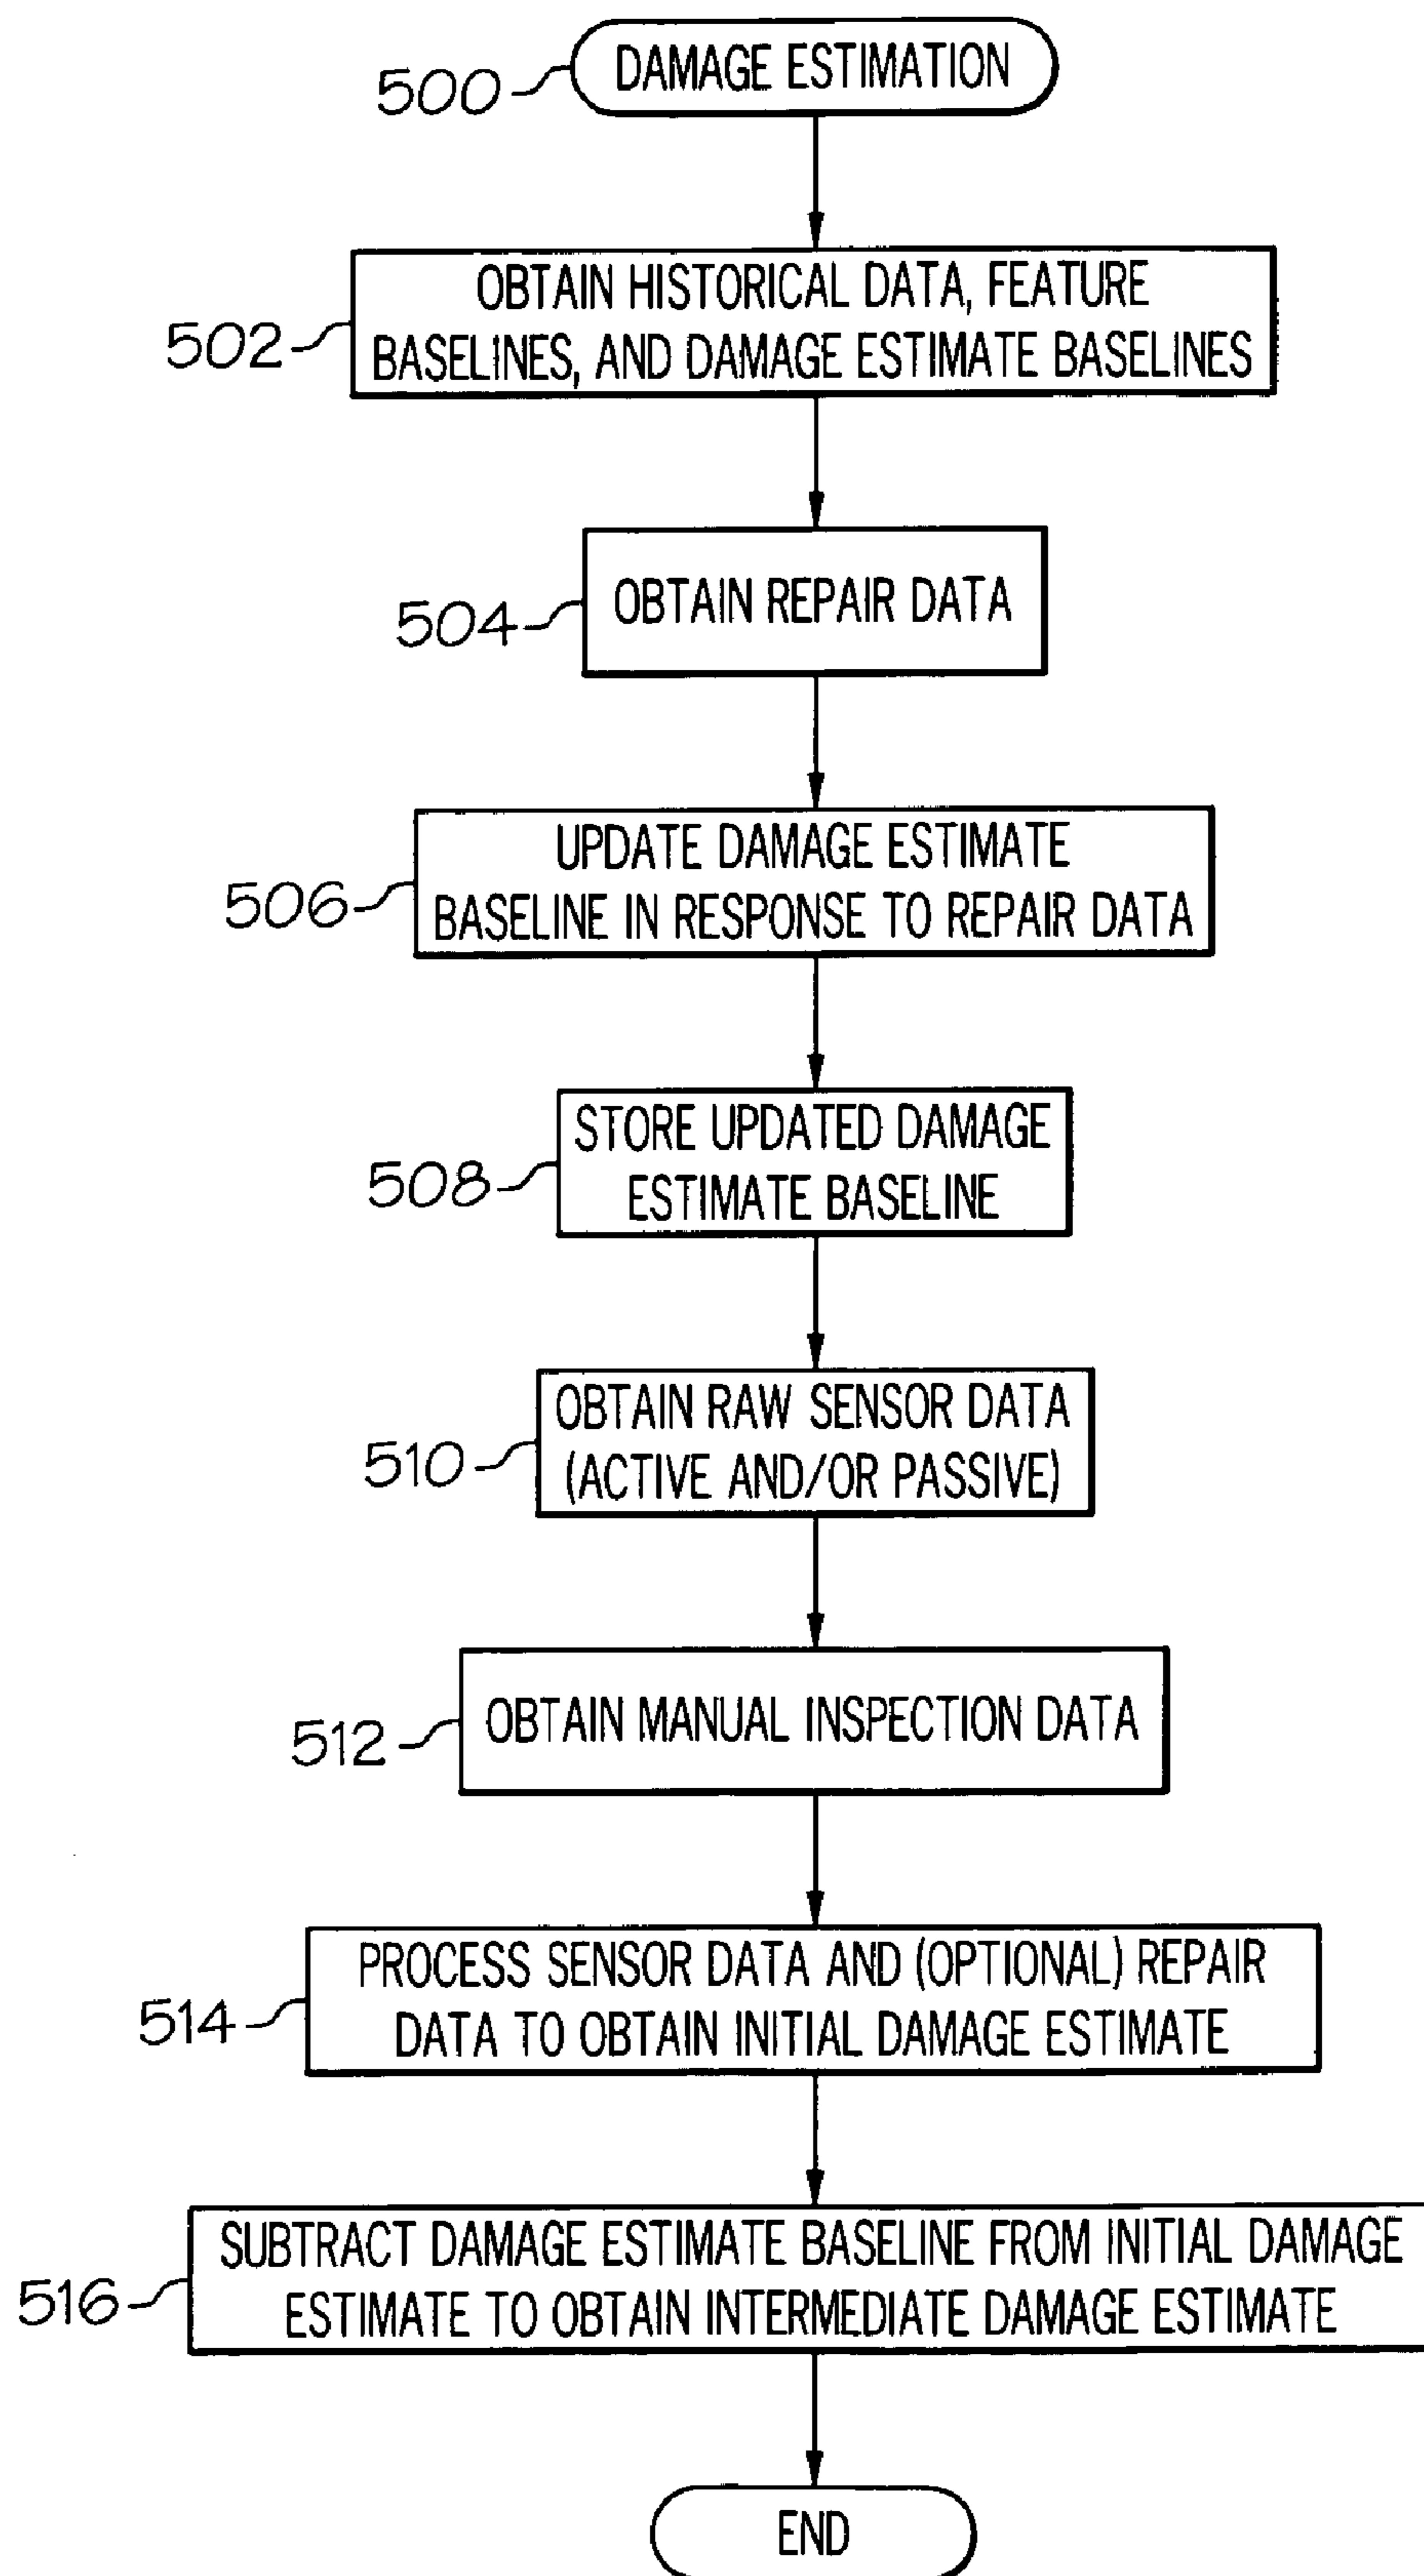 500
DAMAGE ESTIMATION
502
OBTAIN HISTORICAL DATA, FEATURE
BASELINES, AND DAMAGE ESTIMATE BASELINES
504
OBTAIN REPAIR DATA
506
UPDATE DAMAGE ESTIMATE
BASELINE IN RESPONSE TO REPAIR DATA
508
STORE UPDATED DAMAGE
ESTIMATE BASELINE
510
OBTAIN RAW SENSOR DATA
(ACTIVE AND/OR PASSIVE)
512
OBTAIN MANUAL INSPECTION DATA
514
PROCESS SENSOR DATA AND (OPTIONAL) REPAIR
DATA TO OBTAIN INITIAL DAMAGE ESTIMATE
516
SUBTRACT DAMAGE ESTIMATE BASELINE FROM INITIAL DAMAGE
ESTIMATE TO OBTAIN INTERMEDIATE DAMAGE ESTIMATE
END